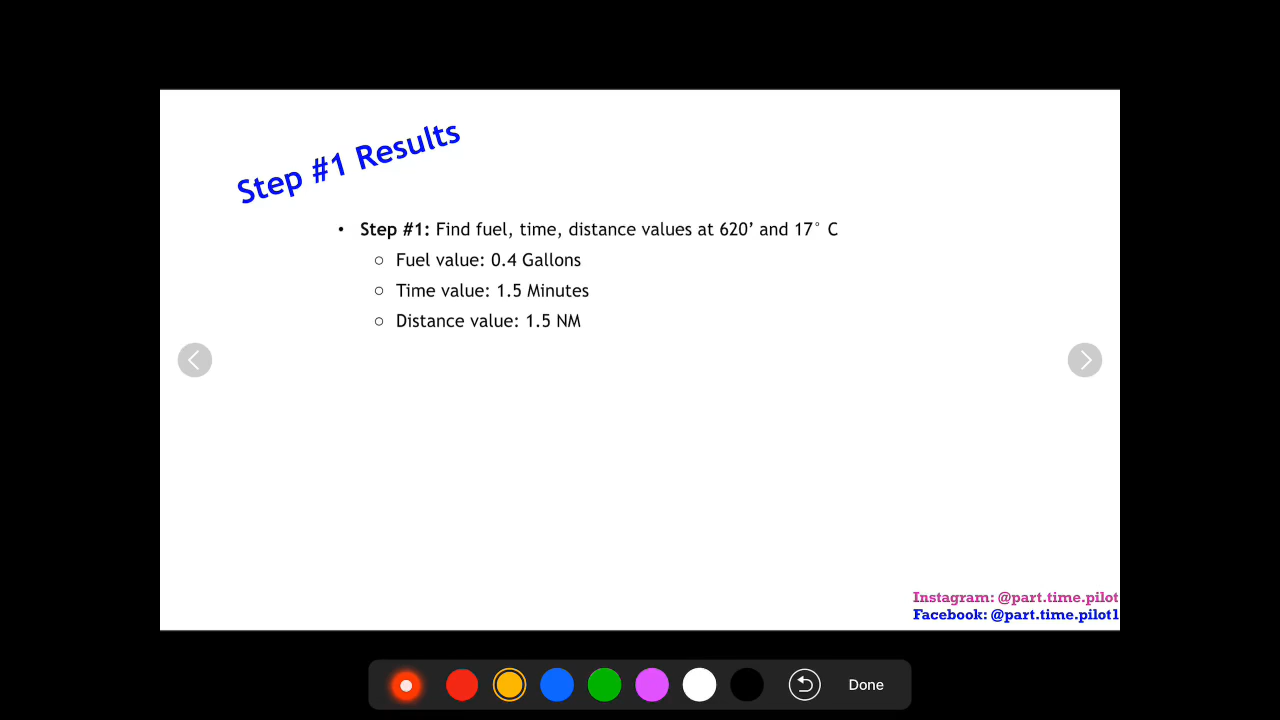 Step #1 Results
• Step #1: Find fuel, time, distance values at 620’ and 17° C
○ Fuel value: 0.4 Gallons
○ Time value: 1.5 Minutes
○ Distance value: 1.5 NM
Instagram: @part.time.pilot
Facebook: @part.time.pilot1
Done